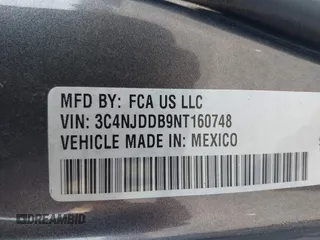 MFD BY: FCA US LLC
VIN: 3C4NJDDB9NT160748
VEHICLE MADE IN: MEXICO
DREAMBID